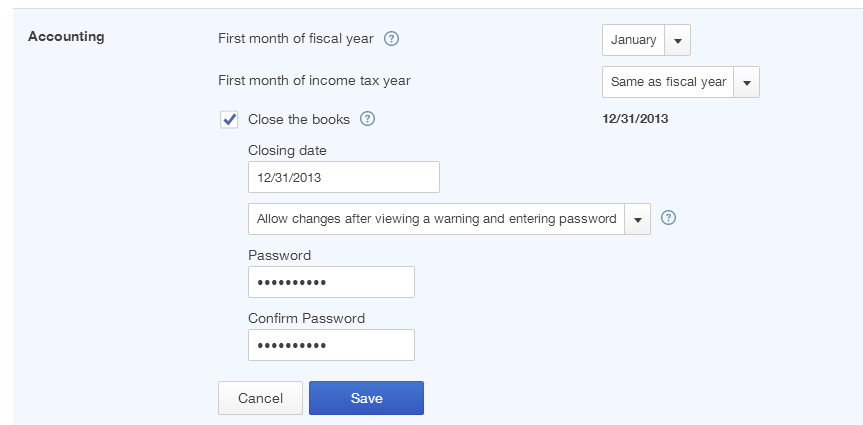 Accounting
First month of fiscal year ?
January
First month of income tax year
Same as fiscal year
Close the books ?
12/31/2013
Closing date
12/31/2013
Allow changes after viewing a warning and entering password ?
Password
••••••••••
Confirm Password
••••••••••
Cancel
Save